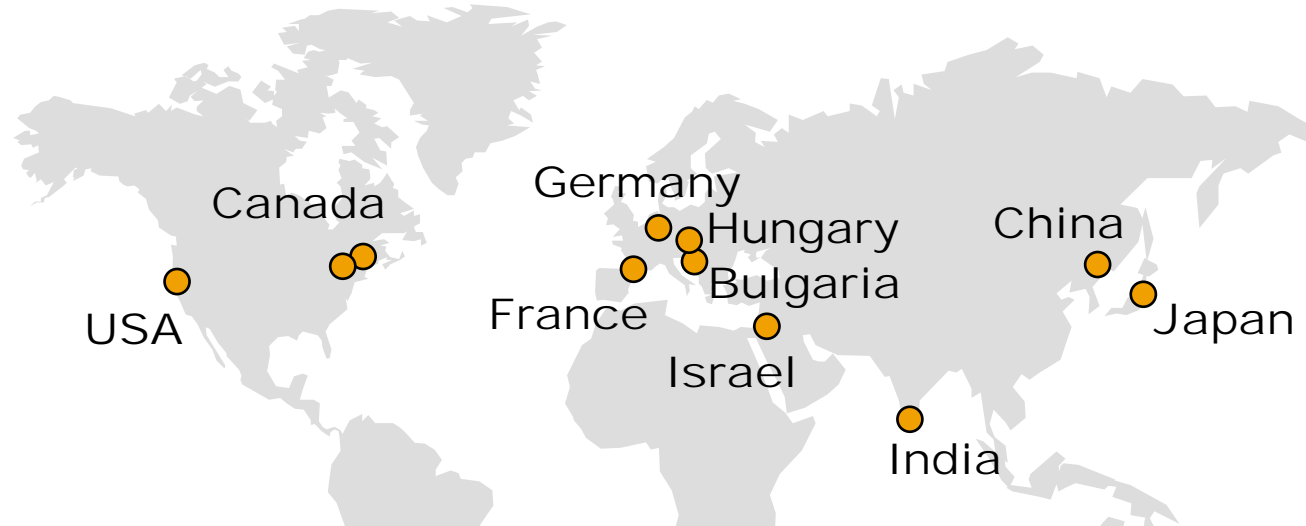 Germany
Canada
Hungary
China
Bulgaria
France
USA
Japan
Israel
India